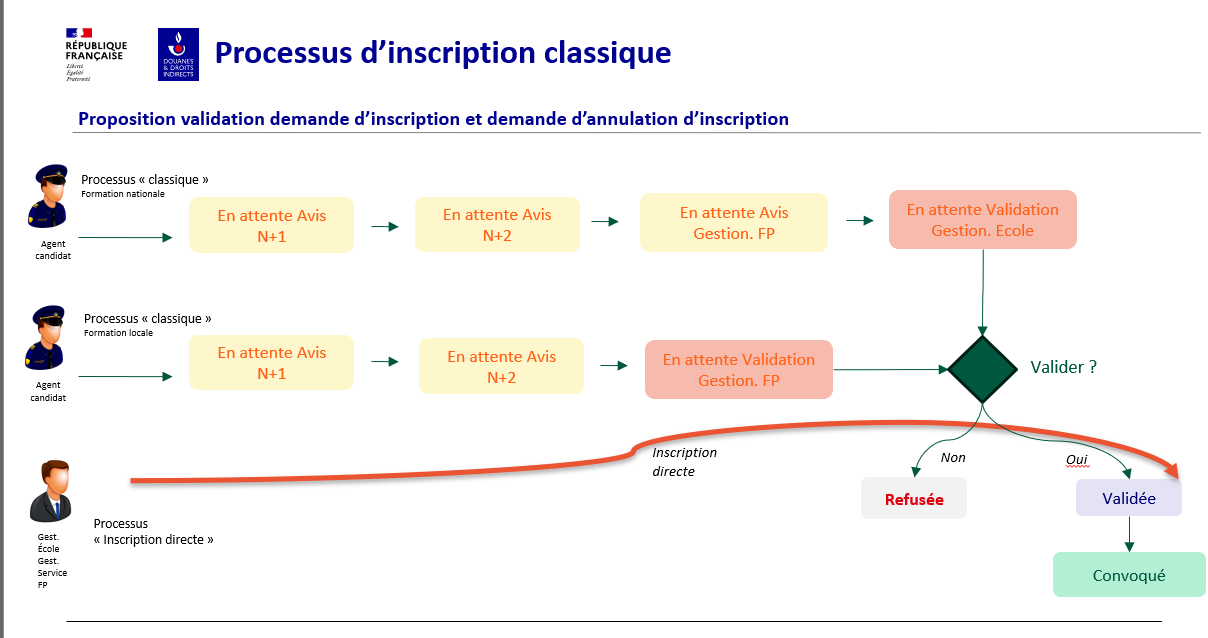 RÉPUBLIQUE
FRANÇAISE
Liberté
Égalité
Fraternité
DOUANES
& DROITS
INDIRECTS
Processus d’inscription classique
Proposition validation demande d’inscription et demande d’annulation d’inscription
Processus « classique »
Formation nationale
Agent
candidat
En attente Avis
N+1
En attente Avis
N+2
En attente Avis
Gestion. FP
En attente Validation
Gestion. Ecole
Processus « classique »
Formation locale
Agent
candidat
En attente Avis
N+1
En attente Avis
N+2
En attente Validation
Gestion. FP
Valider ?
Inscription
directe
Non
Oui
Refusée
Validée
Convoqué
Processus
« Inscription directe »
Gest.
École
Gest.
Service
FP